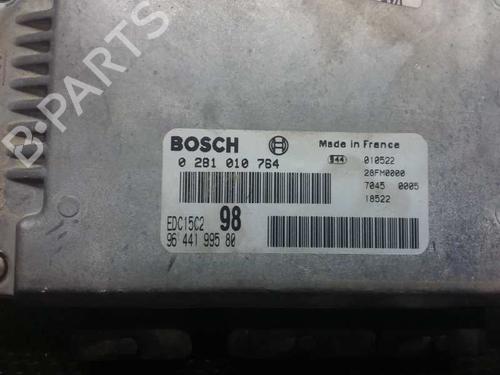 BOSCH
Made in France
0 281 010 764
S44 010522
28FM0000
7045 0005
18522
EDC15C2 98
96 441 995 80
B-PARTS